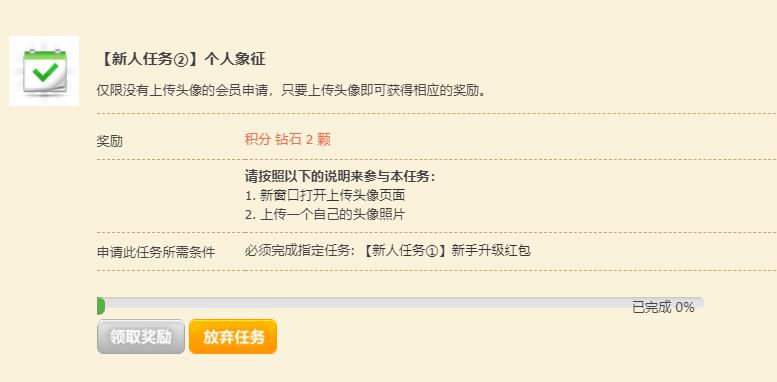 【新人任务②】个人象征
仅限没有上传头像的会员申请，只要上传头像即可获得相应的奖励。
奖励
积分 钻石 2 颗
请按照以下的说明来参与本任务：
1. 新窗口打开上传头像页面
2. 上传一个自己的头像照片
申请此任务所需条件
必须完成指定任务: 【新人任务①】新手升级红包
已完成 0%
领取奖励
放弃任务